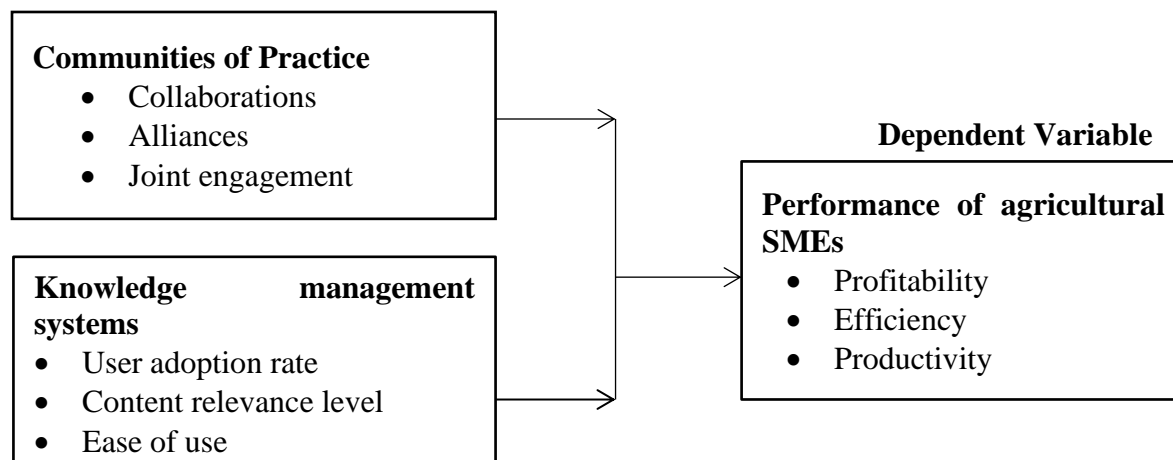 Communities of Practice
• Collaborations
• Alliances
• Joint engagement
Knowledge management
systems
• User adoption rate
• Content relevance level
• Ease of use
Dependent Variable
Performance of agricultural
SMEs
• Profitability
• Efficiency
• Productivity